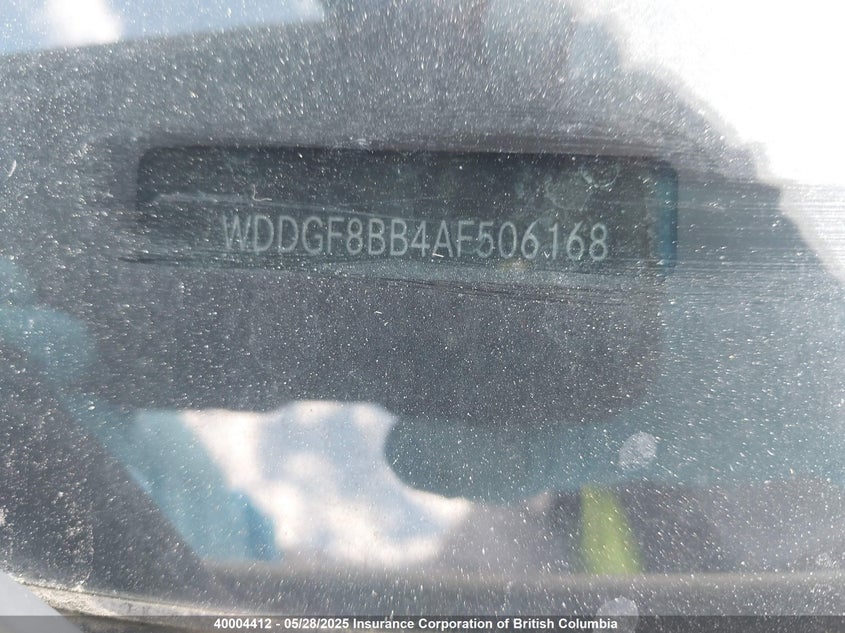 WDDGF8BB4AF506168
40004412 - 05/28/2025 Insurance Corporation of British Columbia